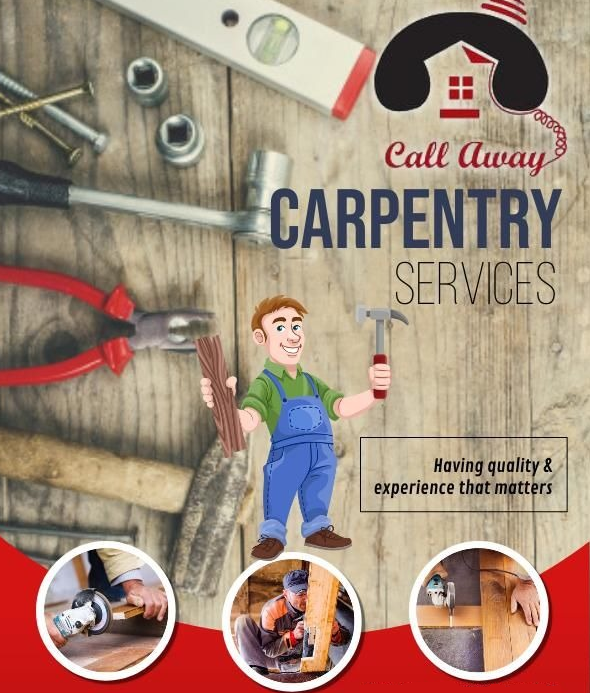 Call Away
CARPENTRY
SERVICES
Having quality &
experience that matters